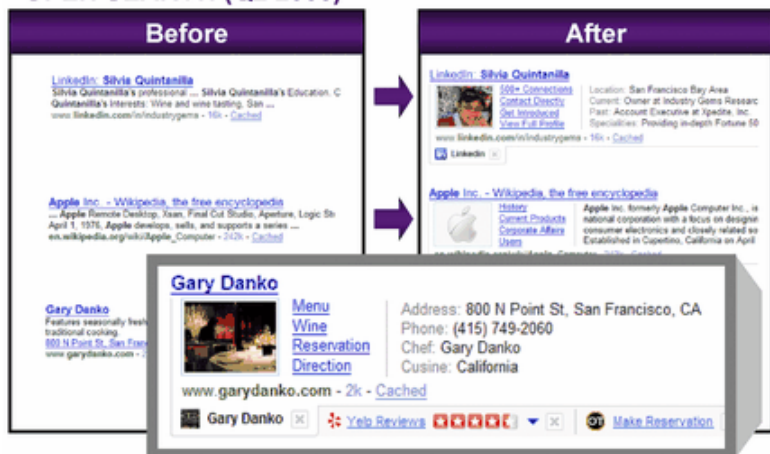 Before
After
LinkedIn: Silvia Quintanilla
Silvia Quintanilla's professional ... Silvia Quintanilla's Education, C
Quintanilla's Interests: Wine and wine tasting, San ...
www.linkedin.com/in/industrygems - 16k - Cached
Apple Inc. - Wikipedia, the free encyclopedia
... Apple Remote Desktop, Xsan, Final Cut Studio, Aperture, Logic St
April 1, 1976, Apple develops, sells, and supports a series ...
en.wikipedia.org/wiki/Apple_Computer - 242k - Cached
Gary Danko
Features seasonally fresh
traditional cooking.
800 N Point St, San Fran
www.garydanko.com - 2
LinkedIn: Silvia Quintanilla
500+ Connections
Contact Directly
Get Introduced
View Full Profile
Location: San Francisco Bay Area
Current: Owner at Industry Gems Researc
Past: Account Executive at Xpedite, Inc.
Specialties: Providing in-depth Fortune 50
www.linkedin.com/in/industrygems - 16k - Cached
LinkedIn
Apple Inc. - Wikipedia, the free encyclopedia
History
Current Products
Corporate Affairs
Users
Apple Inc. formerly Apple Computer Inc., is
national corporation with a focus on designin
consumer electronics and closely related so
Established in Cupertino, California on April
Gary Danko
Menu
Wine
Reservation
Direction
Address: 800 N Point St, San Francisco, CA
Phone: (415) 749-2060
Chef: Gary Danko
Cusine: California
www.garydanko.com - 2k - Cached
Gary Danko
Yelp Reviews
Make Reservation